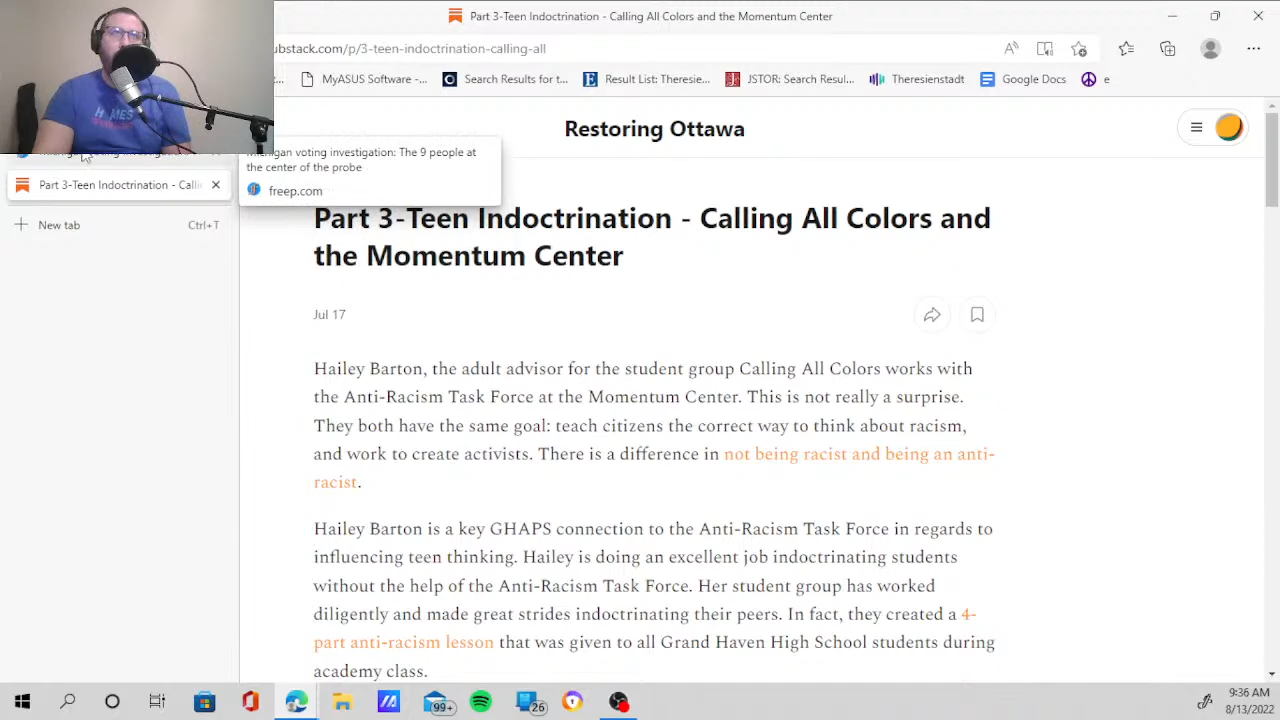 Part 3-Teen Indoctrination - Calling All Colors and the Momentum Center
ubstack.com/p/3-teen-indoctrination-calling-all
MyASUS Software -...
Search Results for t...
Result List: Theresie...
JSTOR: Search Resul...
Theresienstadt
Google Docs
e
Restoring Ottawa
Michigan voting investigation: The 9 people at
the center of the probe
freep.com
Part 3-Teen Indoctrination - Calli
New tab
Ctrl+T
Part 3-Teen Indoctrination - Calling All Colors and
the Momentum Center
Jul 17
Hailey Barton, the adult advisor for the student group Calling All Colors works with
the Anti-Racism Task Force at the Momentum Center. This is not really a surprise.
They both have the same goal: teach citizens the correct way to think about racism,
and work to create activists. There is a difference in not being racist and being an anti-
racist.
Hailey Barton is a key GHAPS connection to the Anti-Racism Task Force in regards to
influencing teen thinking. Hailey is doing an excellent job indoctrinating students
without the help of the Anti-Racism Task Force. Her student group has worked
diligently and made great strides indoctrinating their peers. In fact, they created a 4-
part anti-racism lesson that was given to all Grand Haven High School students during
academy class.
99+
26
9:36 AM
8/13/2022